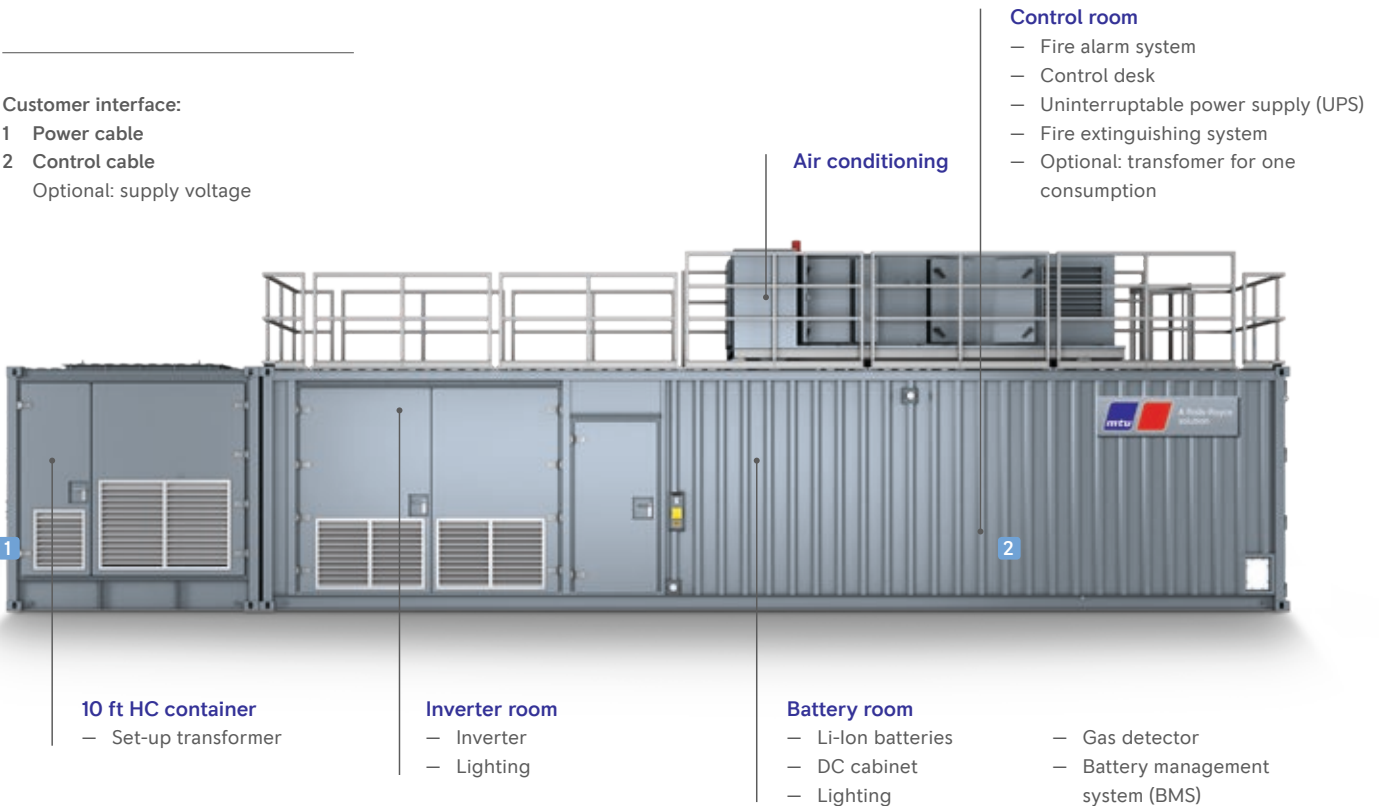 Control room
— Fire alarm system
— Control desk
— Uninterruptable power supply (UPS)
— Fire extinguishing system
— Optional: transfomer for one
consumption
Customer interface:
1 Power cable
2 Control cable
Optional: supply voltage
Air conditioning
mtu
A Rolls-Royce
solution
1
2
10 ft HC container
— Set-up transformer
Inverter room
— Inverter
— Lighting
Battery room
— Li-Ion batteries
— DC cabinet
— Lighting
— Gas detector
— Battery management
system (BMS)